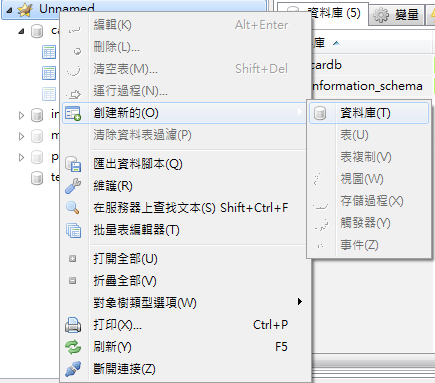 Unnamed
ca
in
m
p
te
編輯(K) Alt+Enter
刪除(L)...
清空表(M)... Shift+Del
運行過程(N)...
創建新的(O)
清除資料表過濾(P)
匯出資料腳本(Q)
維護(R)
在服務器上查找文本(S) Shift+Ctrl+F
批量表編輯器(T)
打開全部(U)
折疊全部(V)
對象樹類型選項(W)
打印(X)... Ctrl+P
刷新(Y) F5
斷開連接(Z)
資料庫 (5) 變量
庫
cardb
information_schema
資料庫(T)
表(U)
表複制(V)
視圖(W)
存储過程(X)
觸發器(Y)
事件(Z)